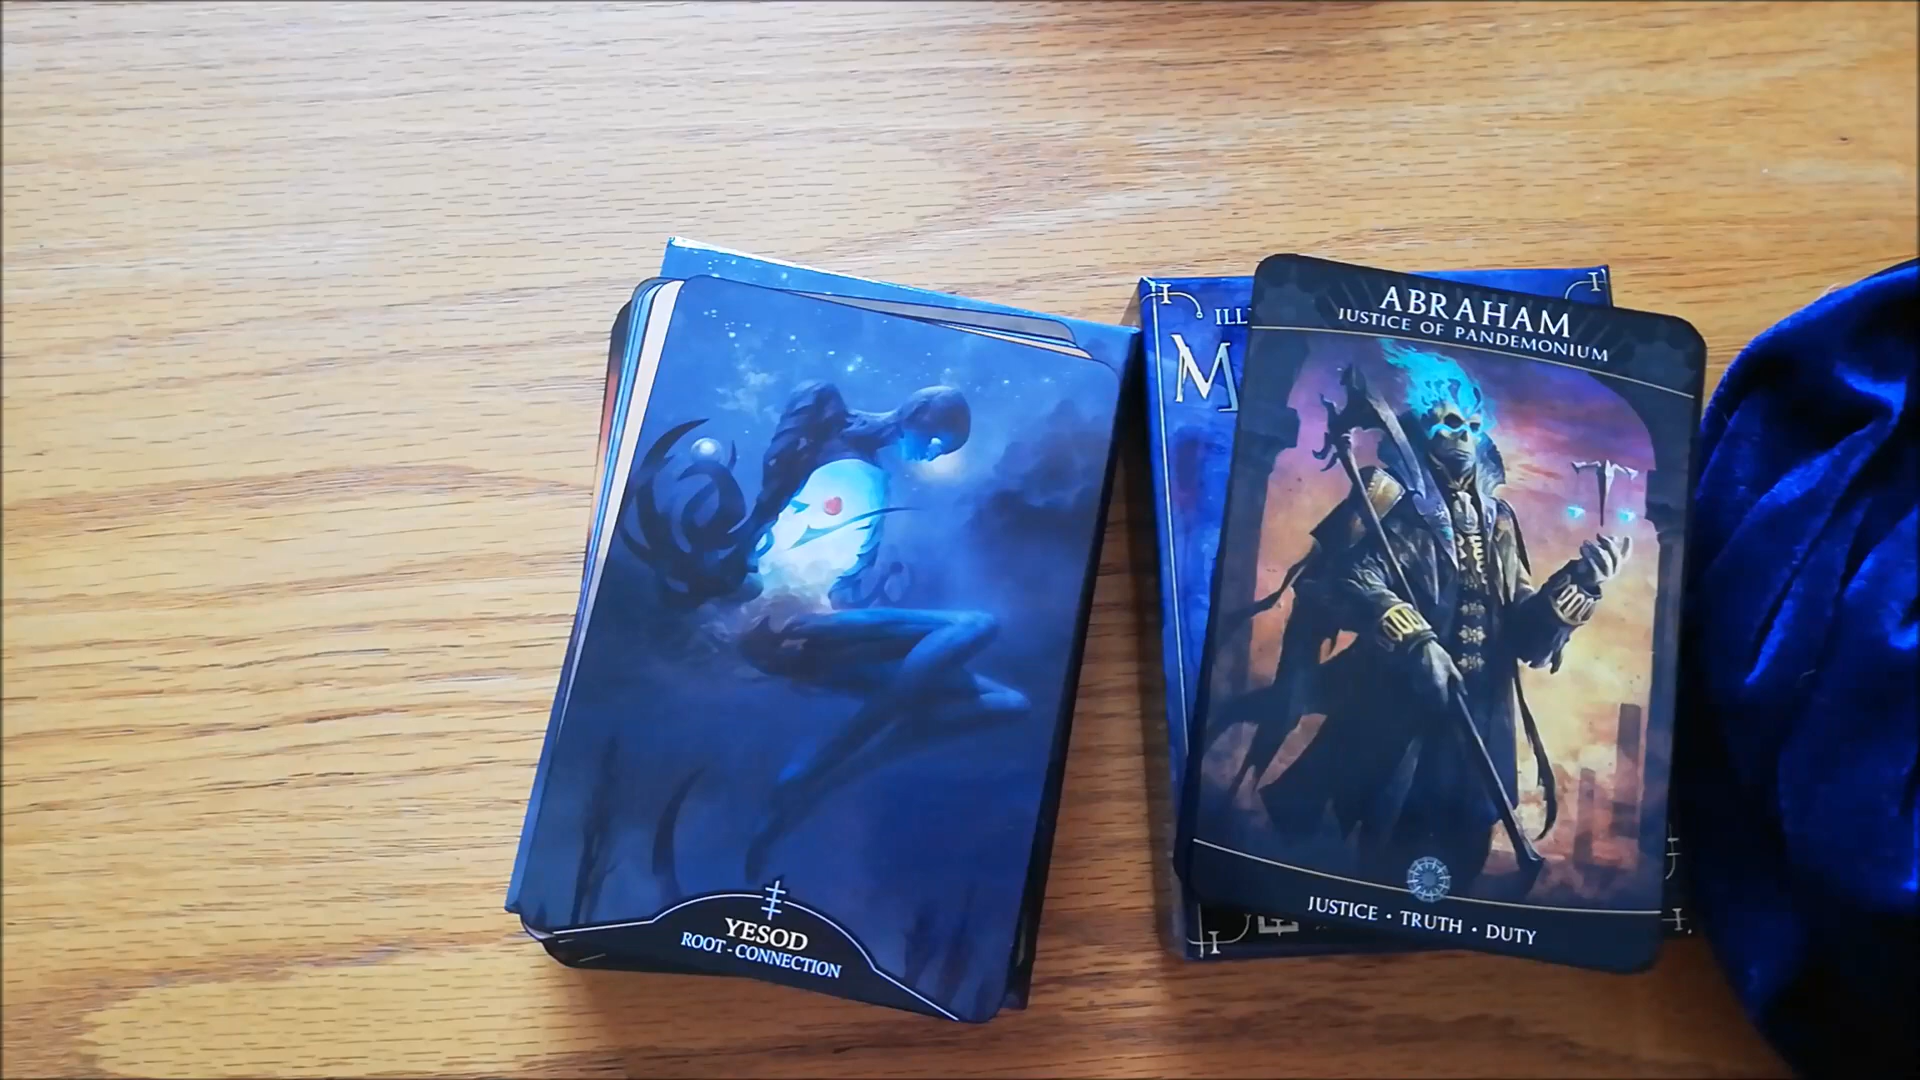 YESOD
ROOT - CONNECTION
ABRAHAM
JUSTICE OF PANDEMONIUM
JUSTICE • TRUTH • DUTY